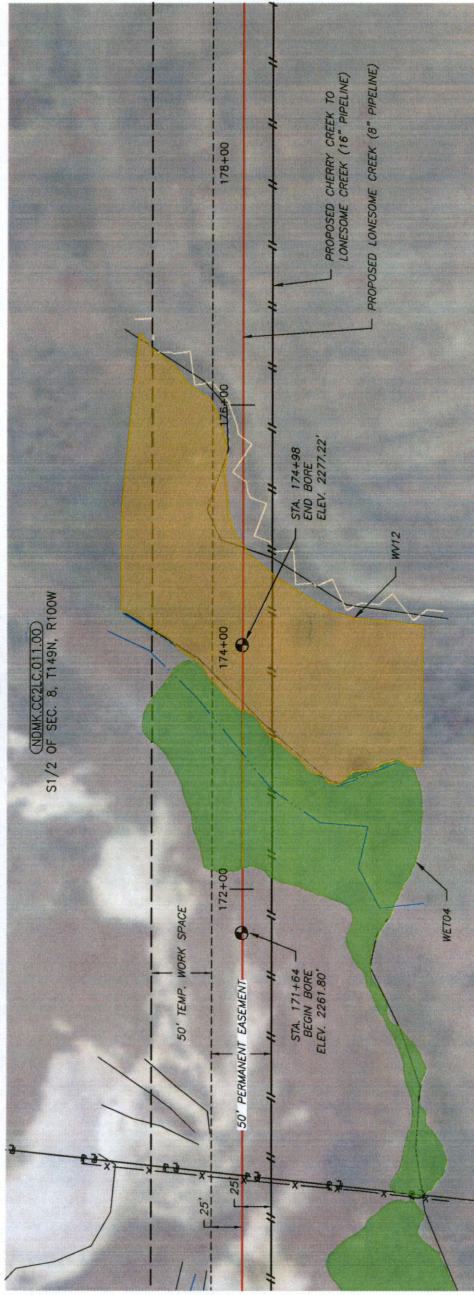 NDMK.CC2LC.011.00
S1/2 OF SEC. 8, T149N, R100W
50' TEMP. WORK SPACE
50' PERMANENT EASEMENT
25'
25'
172+00
174+00
176+00
178+00
STA. 171+64
BEGIN BORE
ELEV. 2261.80'
STA. 174+98
END BORE
ELEV. 2277.22'
WET04
WV12
PROPOSED CHERRY CREEK TO
LONESOME CREEK (16" PIPELINE)
PROPOSED LONESOME CREEK (8" PIPELINE)